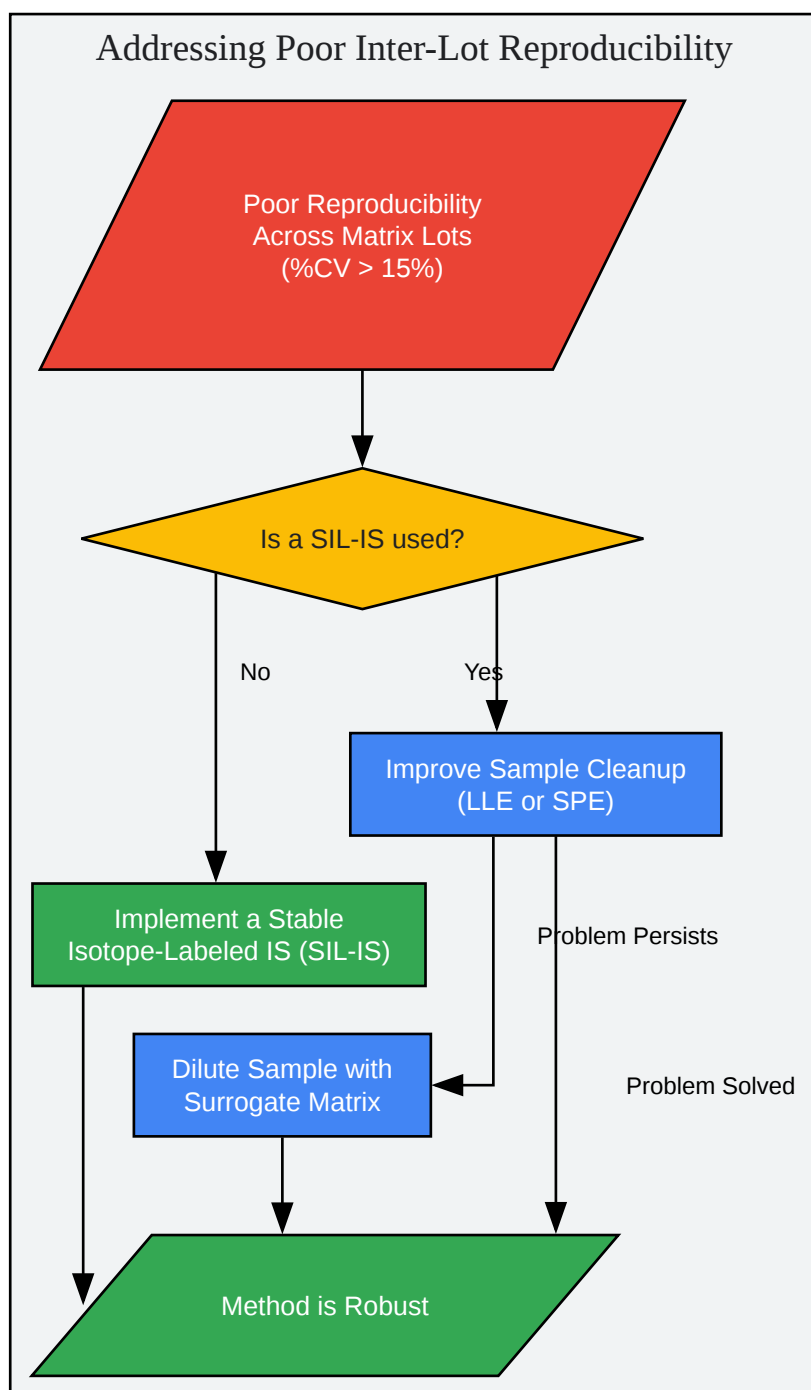 Addressing Poor Inter-Lot Reproducibility
Poor Reproducibility
Across Matrix Lots
(%CV > 15%)
Is a SIL-IS used?
No
Yes
Improve Sample Cleanup
(LLE or SPE)
Implement a Stable
Isotope-Labeled IS (SIL-IS)
Problem Persists
Dilute Sample with
Surrogate Matrix
Problem Solved
Method is Robust